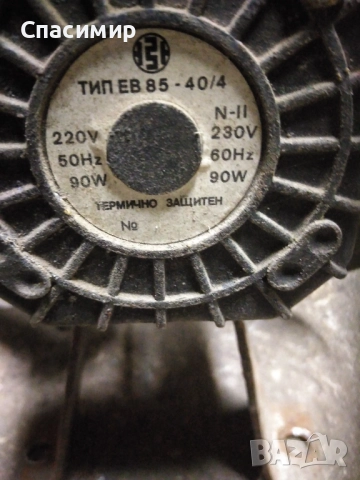 Спасимир
ТИП ЕВ 85 - 40/4
N-II
220V 230V
50Hz 60Hz
90W 90W
ТЕРМИЧНО ЗАЩИТЕН
№
BAZAR